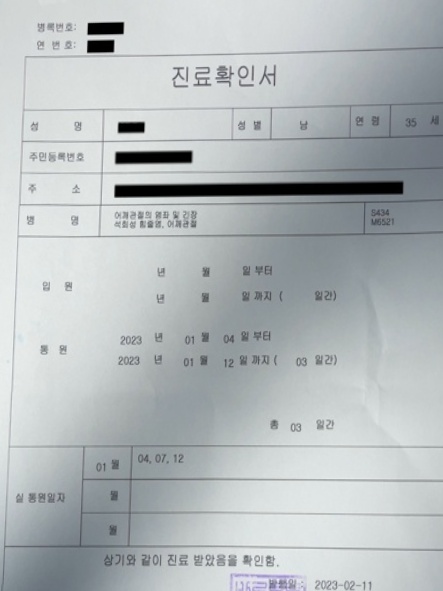 병록번호:
연 번 호:
진료확인서
성 명 성 별 남 연 령 35 세
주민등록번호
주 소
병 명 어깨관절의 염좌 및 긴장 S434
석회성 힘줄염, 어깨관절 M6521
입 원 년 월 일 부터
년 월 일 까지 ( 일간)
통 원 2023 년 01 월 04 일 부터
2023 년 01 월 12 일 까지 ( 03 일간)
총 03 일간
실 통원일자 01 월 04, 07, 12
월
월
상기와 같이 진료 받았음을 확인함.
발행일 : 2023-02-11